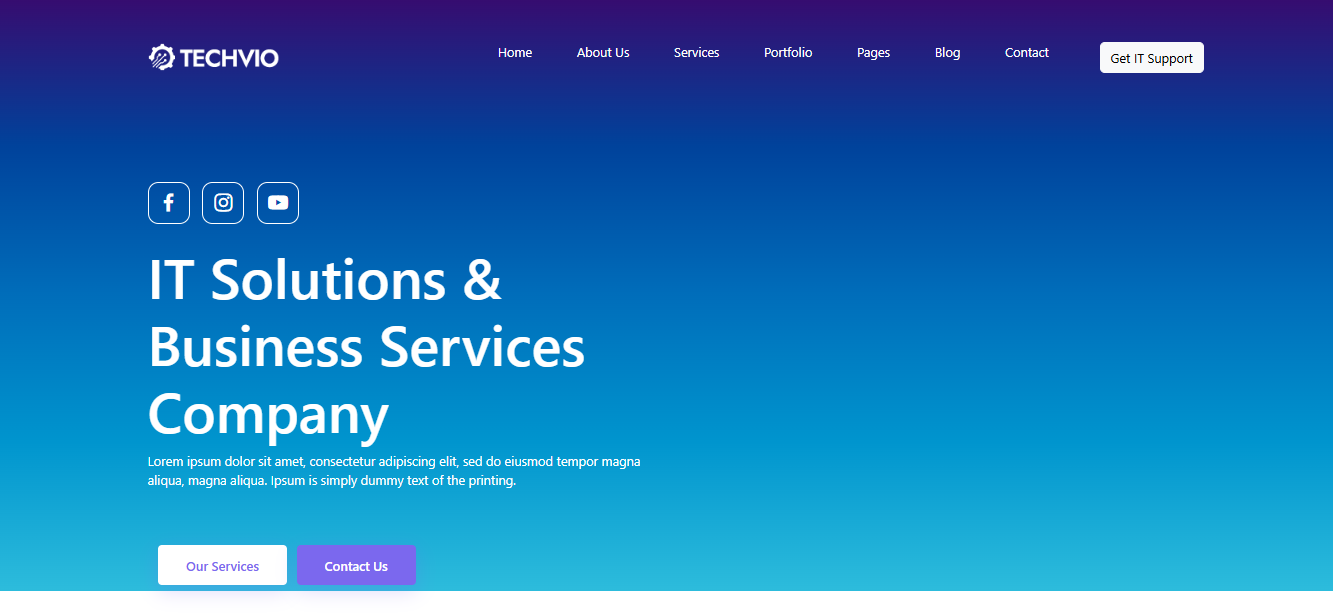 TECHVIO
Home About Us Services Portfolio Pages Blog Contact Get IT Support
IT Solutions &
Business Services
Company
Lorem ipsum dolor sit amet, consectetur adipiscing elit, sed do eiusmod tempor magna
aliqua, magna aliqua. Ipsum is simply dummy text of the printing.
Our Services Contact Us